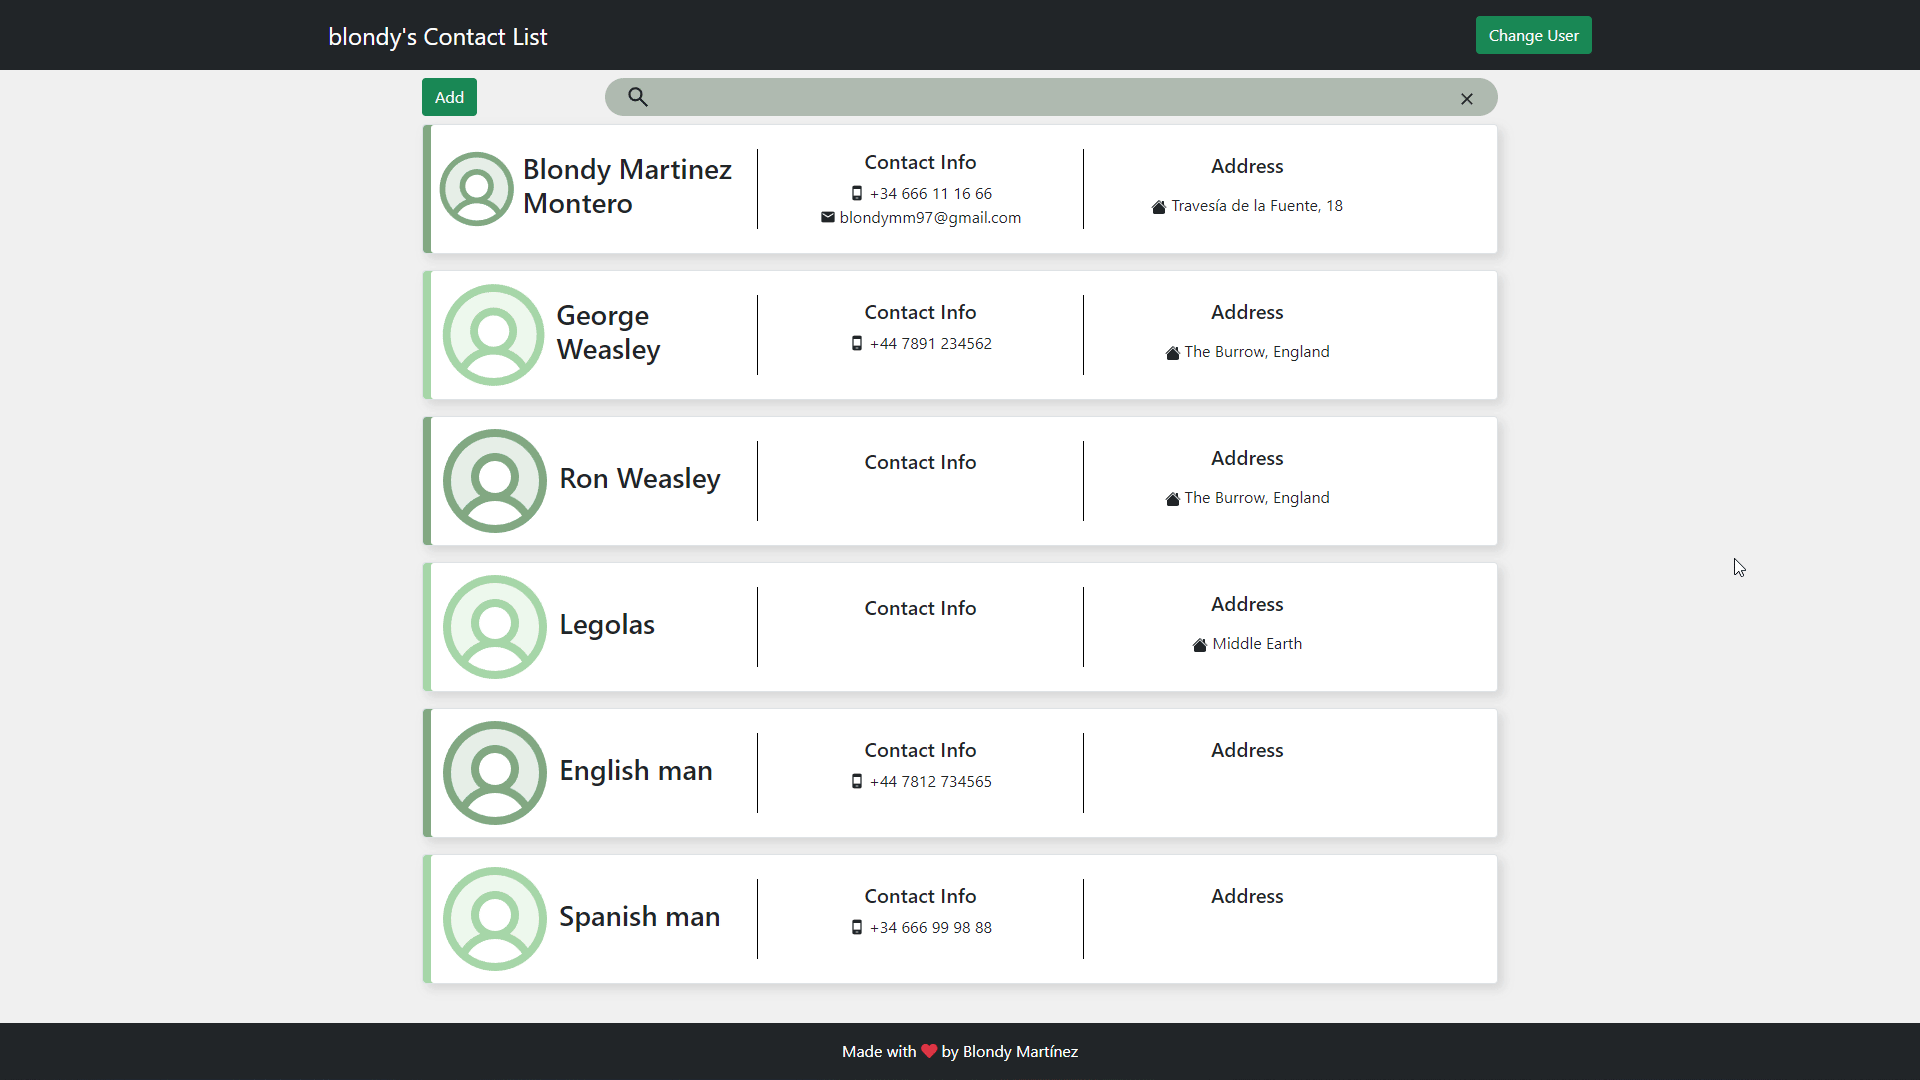 blondy's Contact List
Change User
Add
Blondy Martinez
Montero
Contact Info
+34 666 11 16 66
blondymm97@gmail.com
Address
Travesía de la Fuente, 18
George
Weasley
Contact Info
+44 7891 234562
Address
The Burrow, England
Ron Weasley
Contact Info
Address
The Burrow, England
Legolas
Contact Info
Address
Middle Earth
English man
Contact Info
+44 7812 734565
Address
Spanish man
Contact Info
+34 666 99 98 88
Address
Made with ❤ by Blondy Martínez